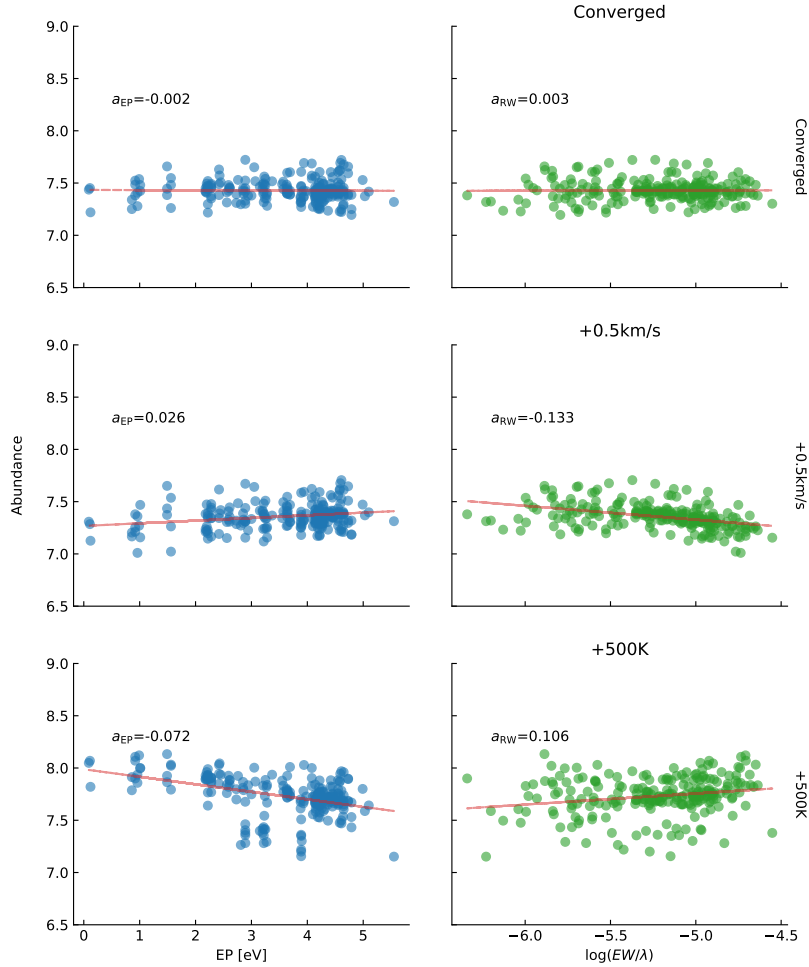 Converged
9.0
8.5
8.0
7.5
7.0
6.5
a_EP=-0.002
a_RW=0.003
Converged
+0.5km/s
9.0
8.5
8.0
7.5
7.0
6.5
Abundance
a_EP=0.026
a_RW=-0.133
+0.5km/s
+500K
9.0
8.5
8.0
7.5
7.0
6.5
a_EP=-0.072
a_RW=0.106
+500K
0 1 2 3 4 5
EP [eV]
−6.0 −5.5 −5.0 −4.5
log(EW/λ)